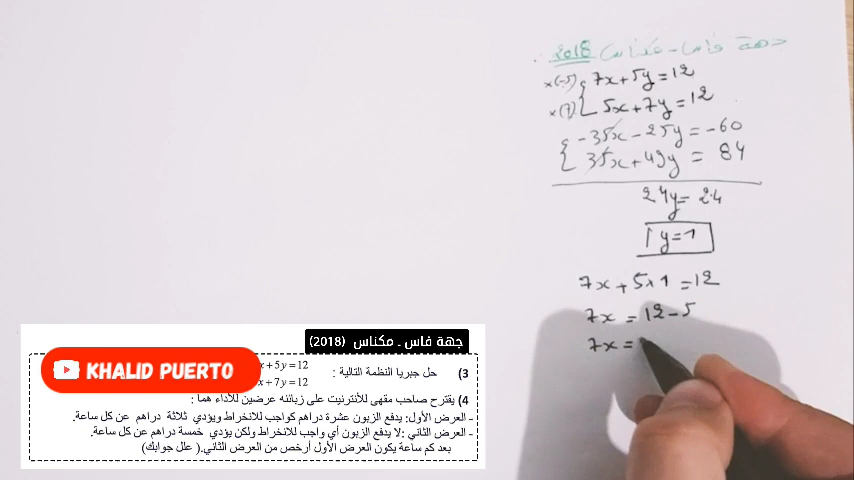 جهة فاس - مكناس 2018
×(-5) { 7x + 5y = 12
×(7) { 5x + 7y = 12
{ -35x - 25y = -60
{ 35x + 49y = 84
24y = 24
y = 1
7x + 5×1 = 12
7x = 12 - 5
7x =
جهة فاس ـ مكناس (2018)
3) حل جبريا النظمة التالية :
x+5y=12
x+7y=12
KHALID PUERTO
4) يقترح صاحب مقهى للأنترنيت على زبائنه عرضين للأداء هما :
- العرض الأول: يدفع الزبون عشرة دراهم كواجب للانخراط ويؤدي ثلاثة دراهم عن كل ساعة.
- العرض الثاني :لا يدفع الزبون أي واجب للانخراط ولكن يؤدي خمسة دراهم عن كل ساعة.
بعد كم ساعة يكون العرض الأول أرخص من العرض الثاني.( علل جوابك)